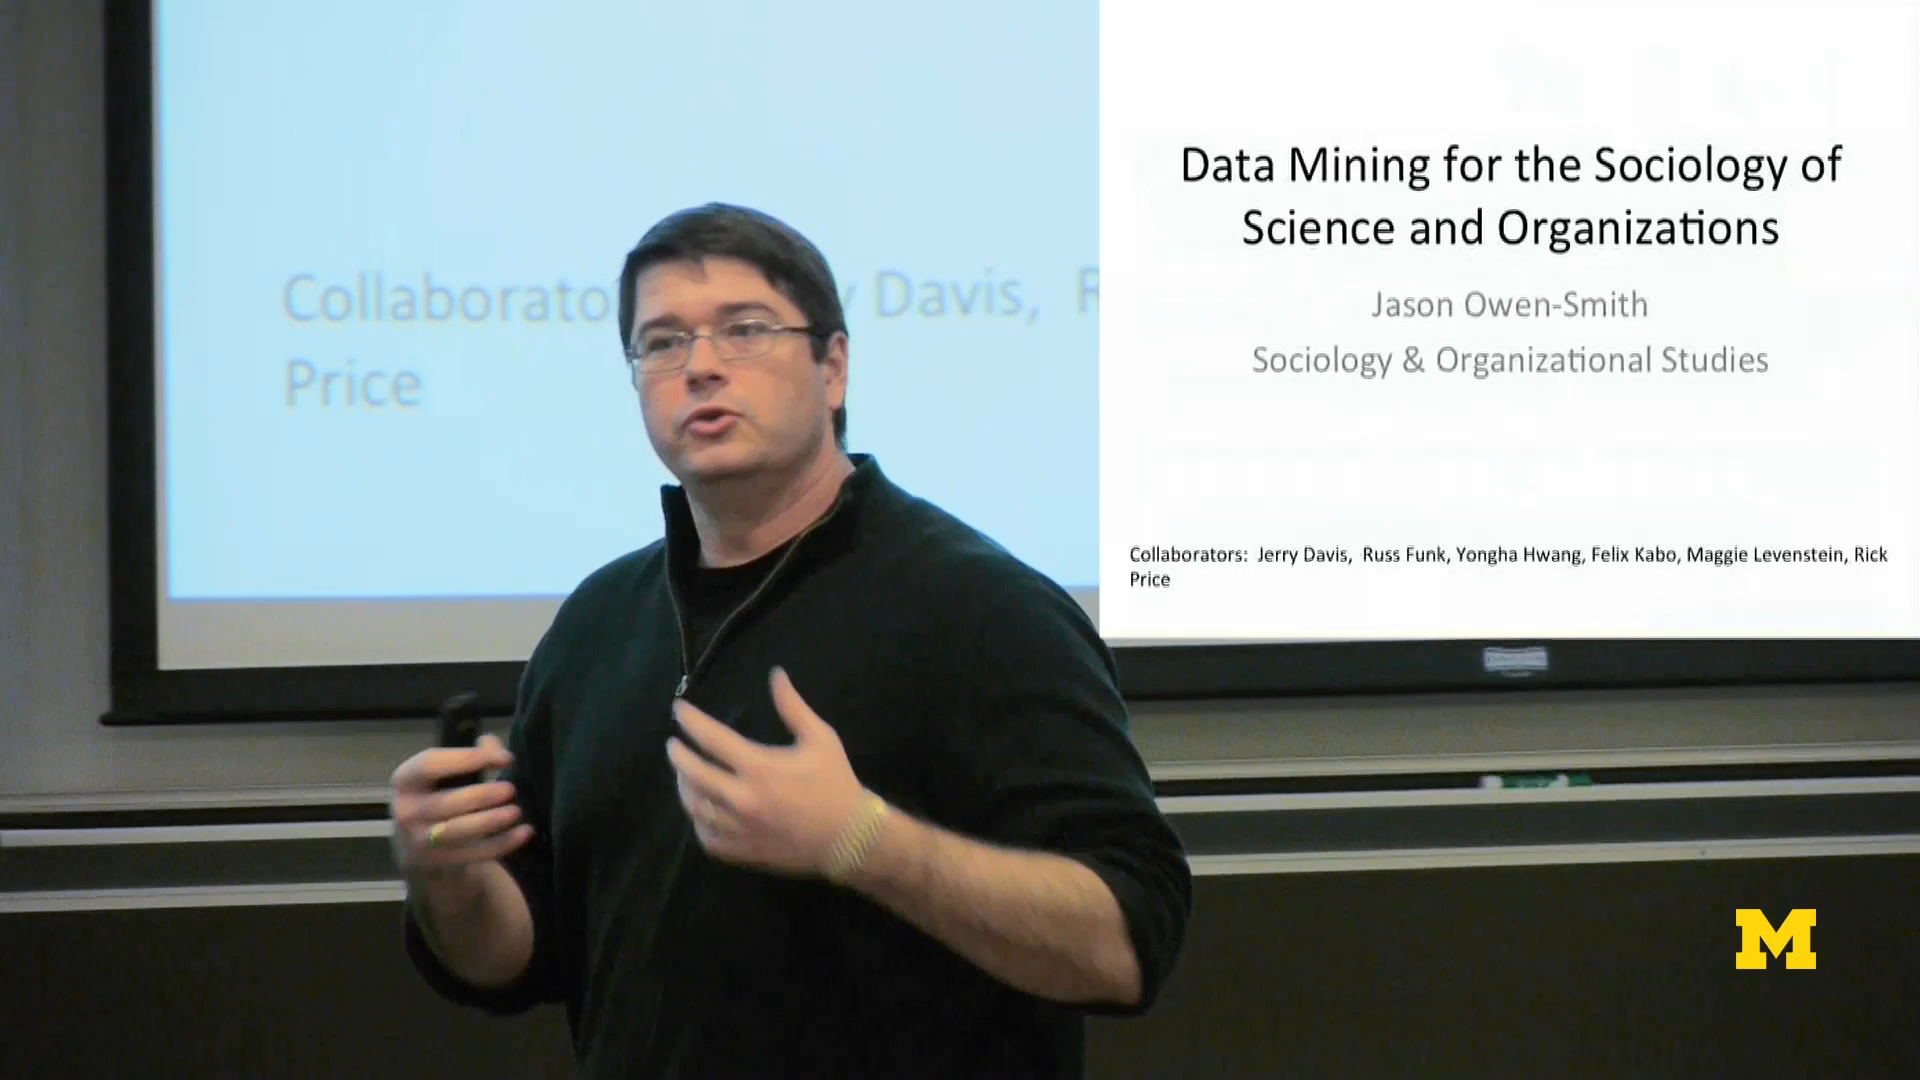 Collaborato y Davis, R
Price
Data Mining for the Sociology of
Science and Organizations
Jason Owen-Smith
Sociology & Organizational Studies
Collaborators: Jerry Davis, Russ Funk, Yongha Hwang, Felix Kabo, Maggie Levenstein, Rick
Price
M